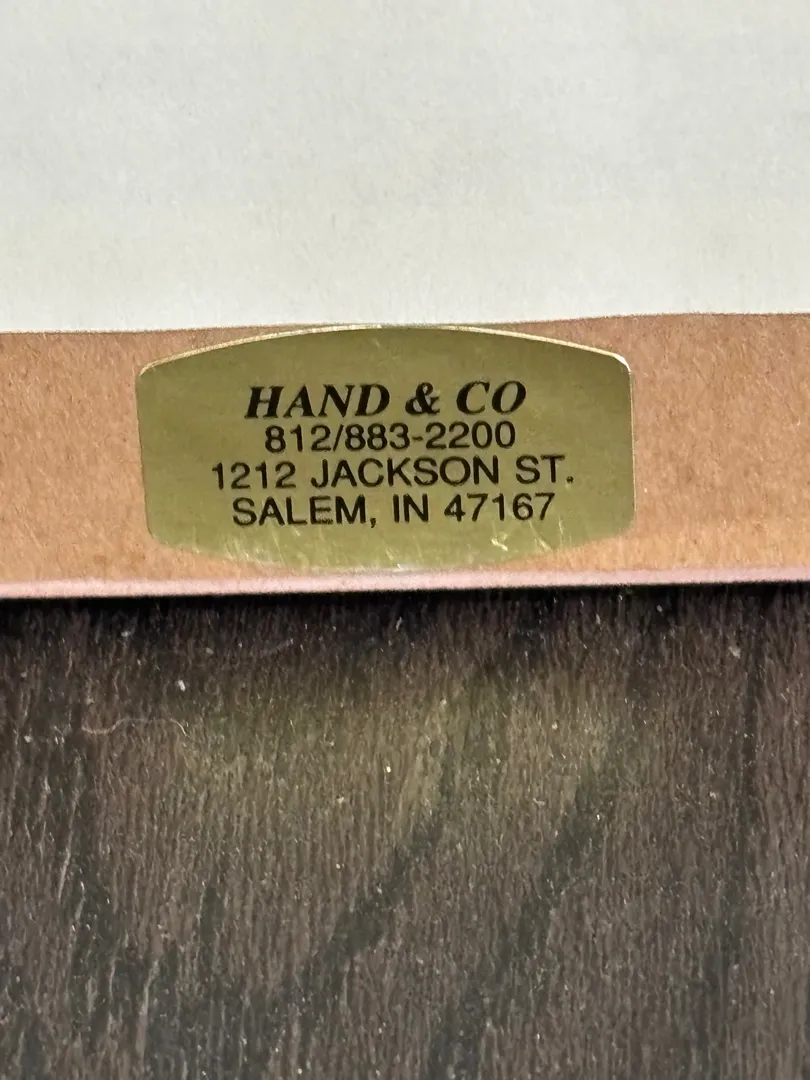 HAND & CO
812/883-2200
1212 JACKSON ST.
SALEM, IN 47167